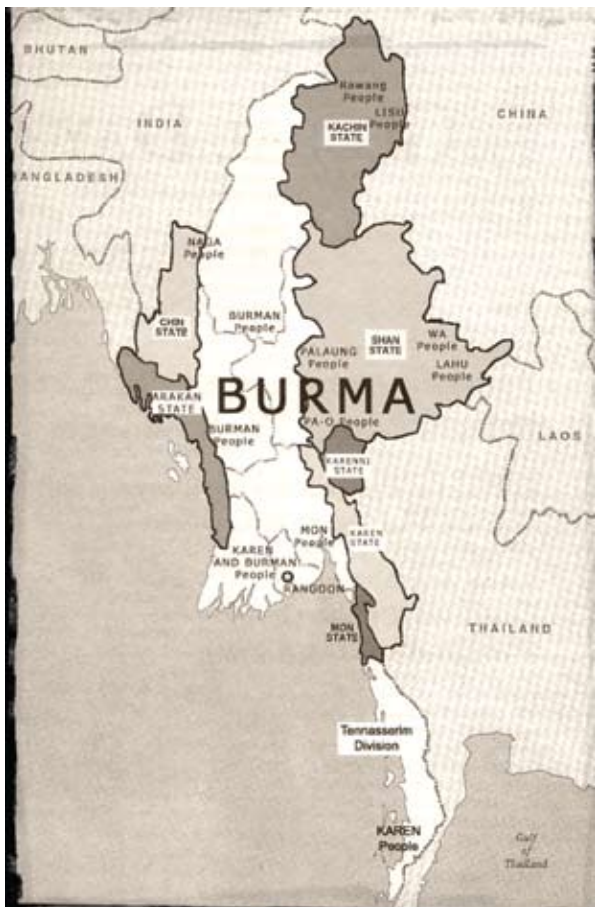 BHUTAN
INDIA
CHINA
Rawang
People
LISU
People
KACHIN
STATE
ANGLADESH
NAGA
People
BURMAN
People
CHIN
STATE
SHAN
STATE
WA
People
PALAUNG
People
LAHU
People
BURMA
ARAKAN
STATE
PA-O People
BURMAN
People
LAOS
KARENNI
STATE
MON
People
KAREN
STATE
KAREN
AND BURMAN
People
RANGOON
MON
STATE
THAILAND
Tennasserim
Division
KAREN
People
Gulf
of
Thailand